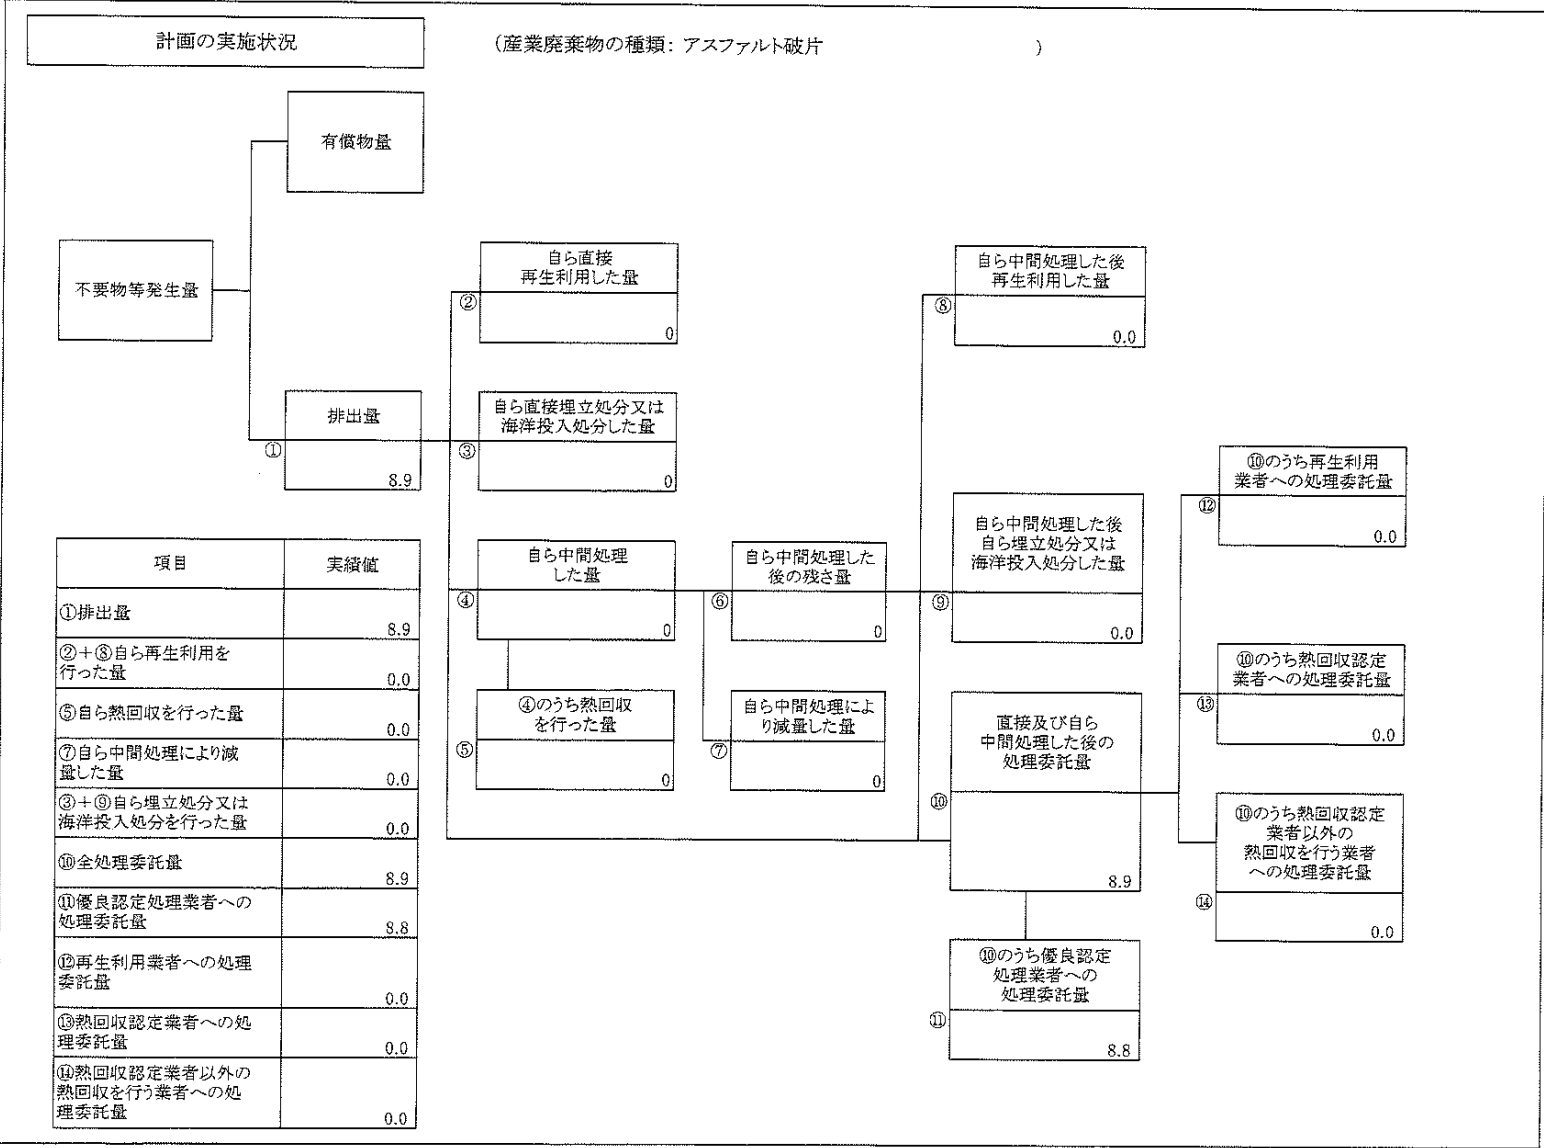 計画の実施状況
（産業廃棄物の種類：アスファルト破片　）
有償物量
不要物等発生量
排出量
①
8.9
自ら直接
再生利用した量
②
0
自ら直接埋立処分又は
海洋投入処分した量
③
0
自ら中間処理
した量
④
0
④のうち熱回収
を行った量
⑤
0
自ら中間処理した
後の残さ量
⑥
0
自ら中間処理によ
り減量した量
⑦
0
自ら中間処理した後
再生利用した量
⑧
0.0
自ら中間処理した後
自ら埋立処分又は
海洋投入処分した量
⑨
0.0
直接及び自ら
中間処理した後の
処理委託量
⑩
8.9
⑩のうち優良認定
処理業者への
処理委託量
⑪
8.8
⑩のうち再生利用
業者への処理委託量
⑫
0.0
⑩のうち熱回収認定
業者への処理委託量
⑬
0.0
⑩のうち熱回収認定
業者以外の
熱回収を行う業者
への処理委託量
⑭
0.0
項目 実績値
①排出量
8.9
②＋⑧自ら再生利用を
行った量
0.0
⑤自ら熱回収を行った量
0.0
⑦自ら中間処理により減
量した量
0.0
③＋⑨自ら埋立処分又は
海洋投入処分を行った量
0.0
⑩全処理委託量
8.9
⑪優良認定処理業者への
処理委託量
8.8
⑫再生利用業者への処理
委託量
0.0
⑬熱回収認定業者への処
理委託量
0.0
⑭熱回収認定業者以外の
熱回収を行う業者への処
理委託量
0.0